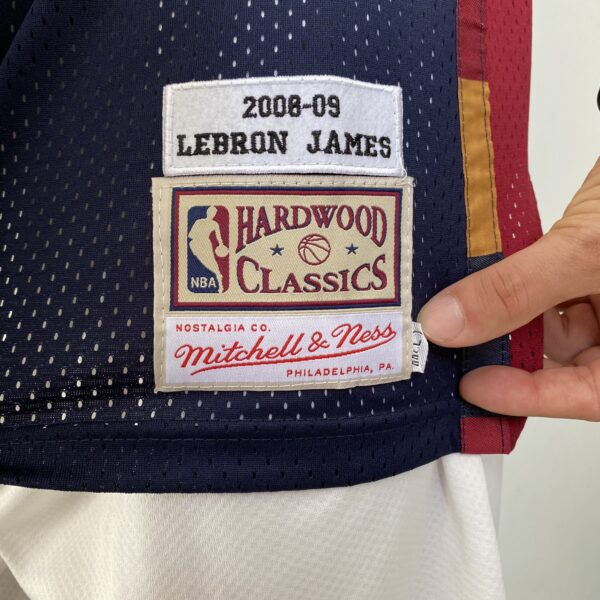 2008-09
LEBRON JAMES
HARDWOOD
CLASSICS
NBA
NOSTALGIA CO.
Mitchell & Ness
PHILADELPHIA, PA.